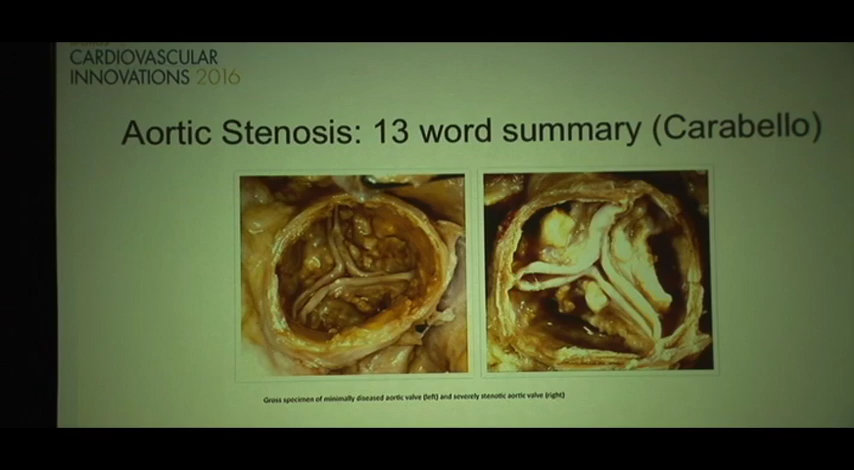 CARDIOVASCULAR
INNOVATIONS 2016
Aortic Stenosis: 13 word summary (Carabello)
Gross specimen of minimally diseased aortic valve (left) and severely stenotic aortic valve (right)